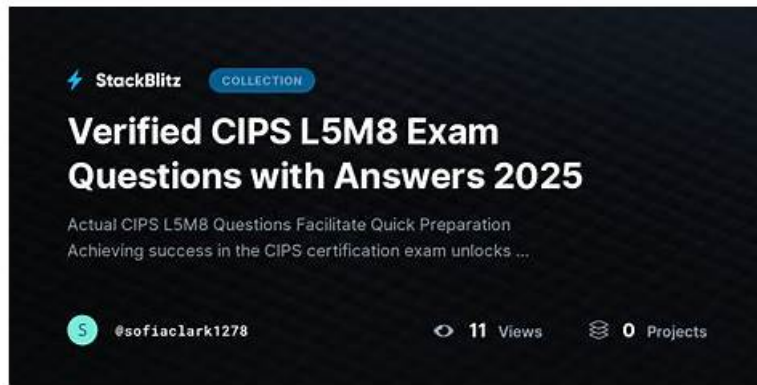 StackBlitz COLLECTION
Verified CIPS L5M8 Exam
Questions with Answers 2025
Actual CIPS L5M8 Questions Facilitate Quick Preparation
Achieving success in the CIPS certification exam unlocks ...
S @sofiaclark1278 11 Views 0 Projects